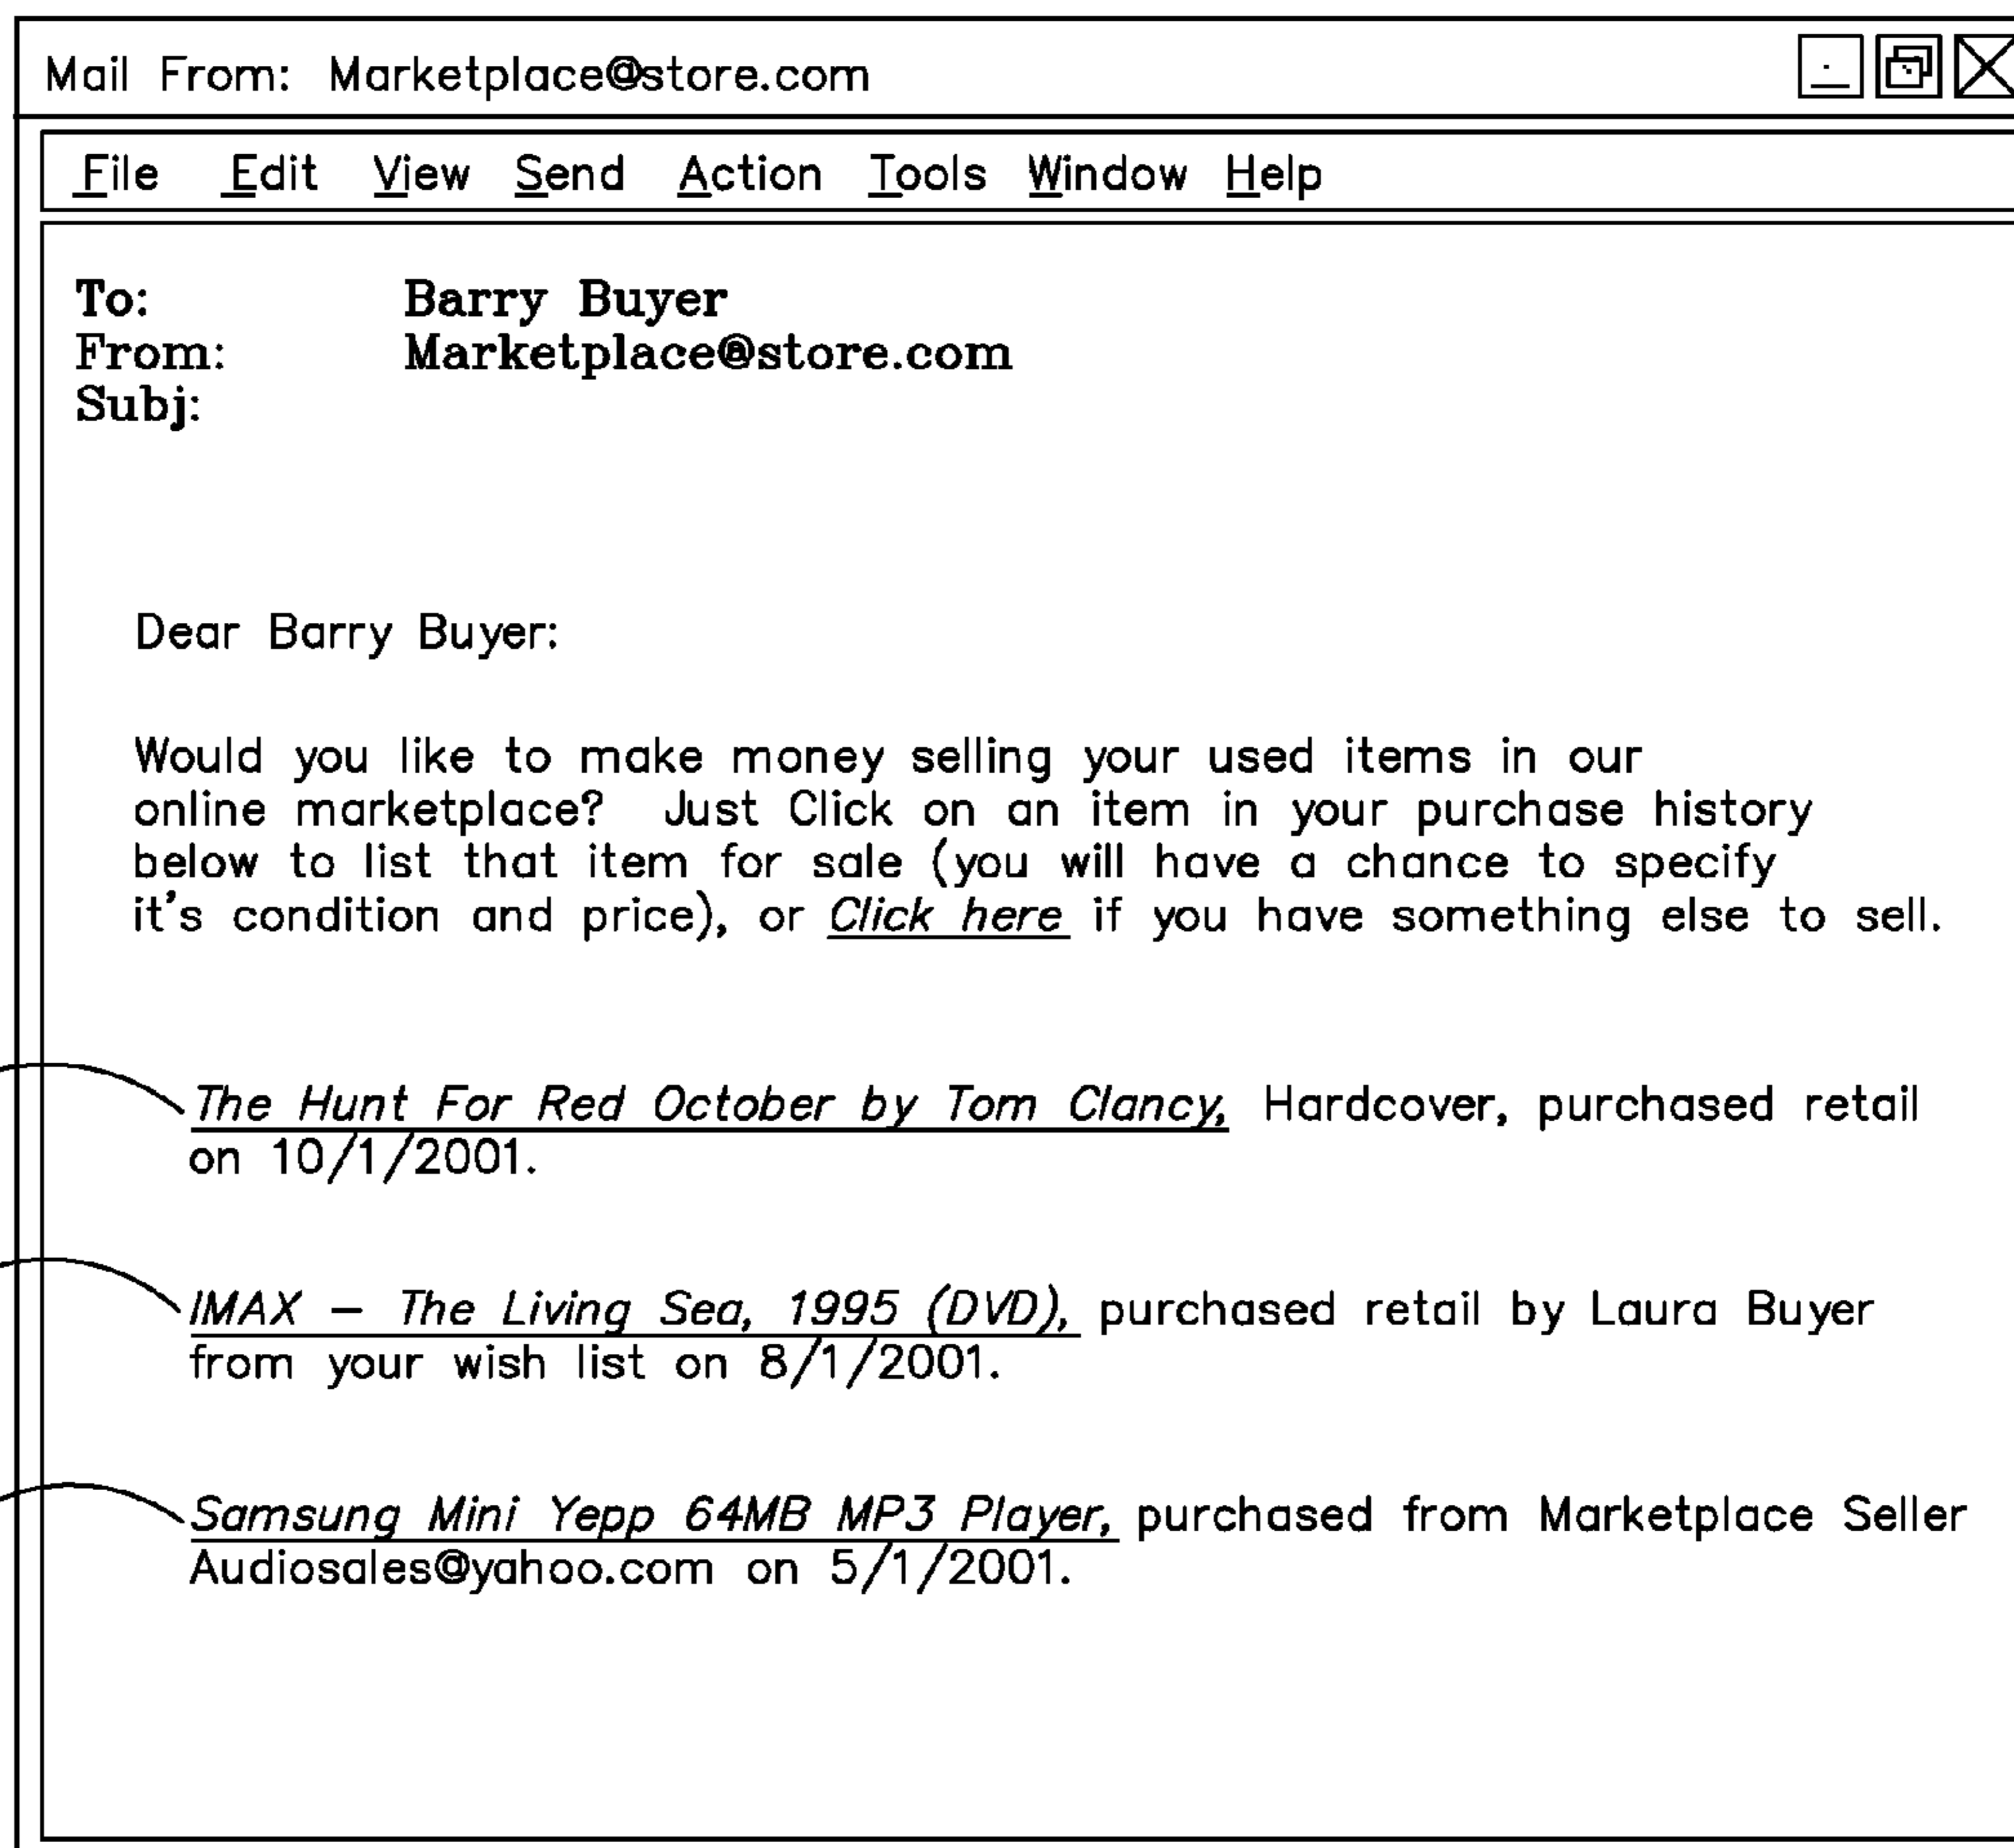 Mail From: Marketplace@store.com
File Edit View Send Action Tools Window Help
To: Barry Buyer
From: Marketplace@store.com
Subj:
Dear Barry Buyer:
Would you like to make money selling your used items in our
online marketplace? Just Click on an item in your purchase history
below to list that item for sale (you will have a chance to specify
it's condition and price), or Click here if you have something else to sell.
The Hunt For Red October by Tom Clancy, Hardcover, purchased retail
on 10/1/2001.
IMAX – The Living Sea, 1995 (DVD), purchased retail by Laura Buyer
from your wish list on 8/1/2001.
Samsung Mini Yepp 64MB MP3 Player, purchased from Marketplace Seller
Audiosales@yahoo.com on 5/1/2001.